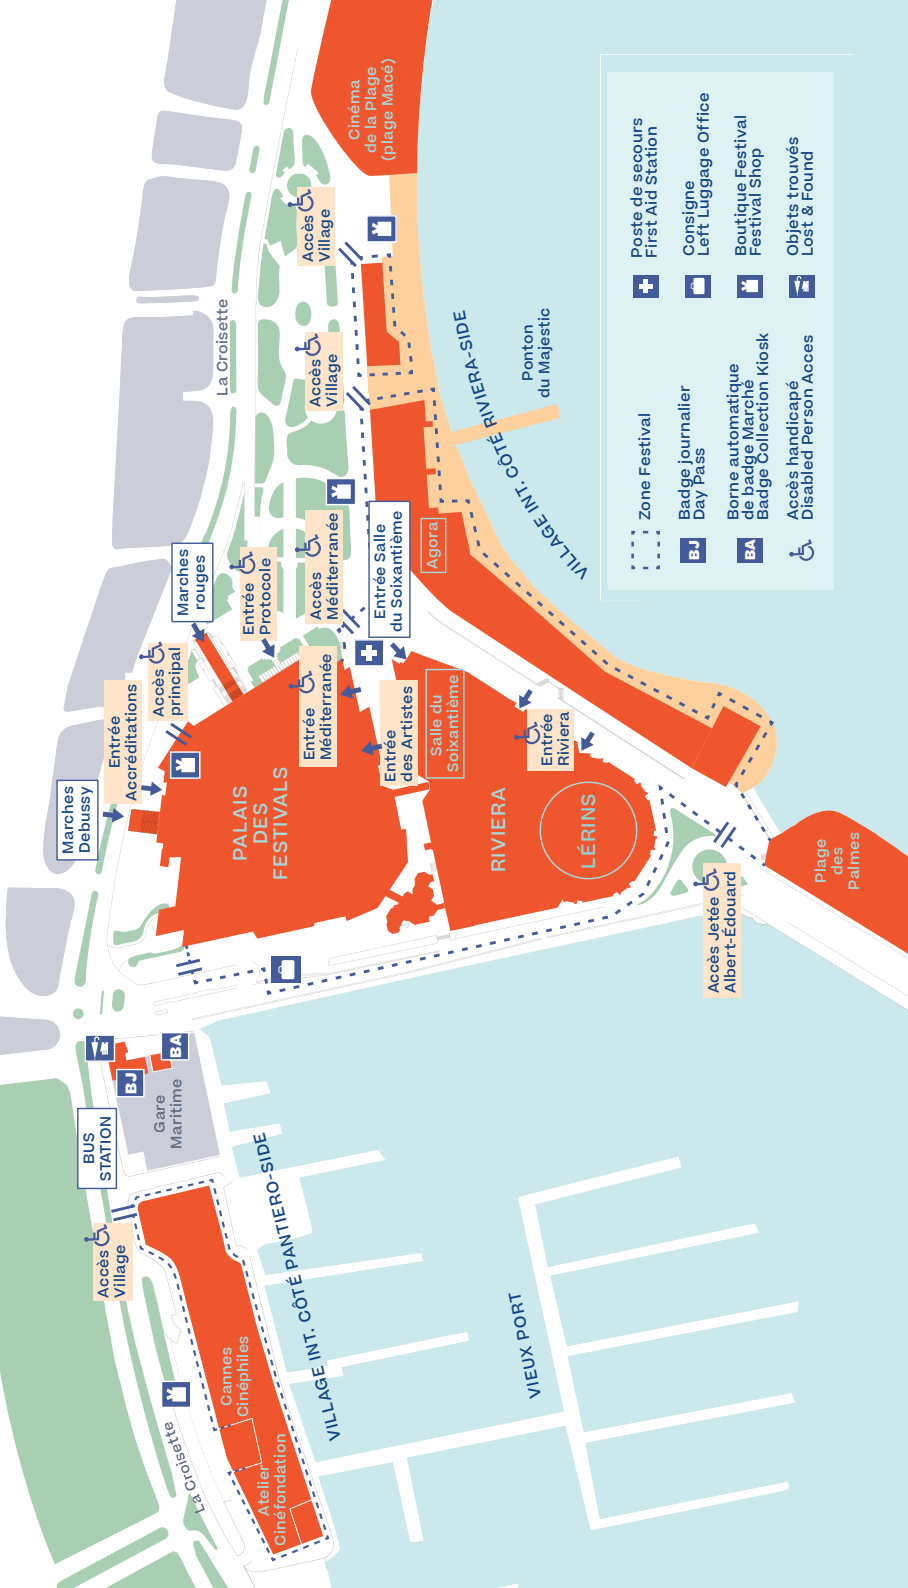 La Croisette
Cinéma
de la Plage
(plage Macé)
Accès
Village
Accès
Village
VILLAGE INT. CÔTÉ RIVIERA-SIDE
Ponton
du Majestic
Marches
rouges
Entrée
Protocole
Accès
Méditerranée
Entrée Salle
du Soixantième
Agora
Accès
principal
Entrée
Accréditations
Marches
Debussy
Entrée
Méditerranée
Entrée
des Artistes
Salle du
Soixantième
Entrée
Riviera
PALAIS
DES
FESTIVALS
RIVIERA
LÉRINS
Plage
des
Palmes
Accès Jetée
Albert-Édouard
BA
BJ
Gare
Maritime
BUS
STATION
Accès
Village
VILLAGE INT. CÔTÉ PANTIERO-SIDE
VIEUX PORT
Cannes
Cinéphiles
Atelier
Cinéfondation
La Croisette
Zone Festival
BJ
Badge journalier
Day Pass
BA
Borne automatique
de badge Marché
Badge Collection Kiosk
Accès handicapé
Disabled Person Acces
Poste de secours
First Aid Station
Consigne
Left Luggage Office
Boutique Festival
Festival Shop
Objets trouvés
Lost & Found